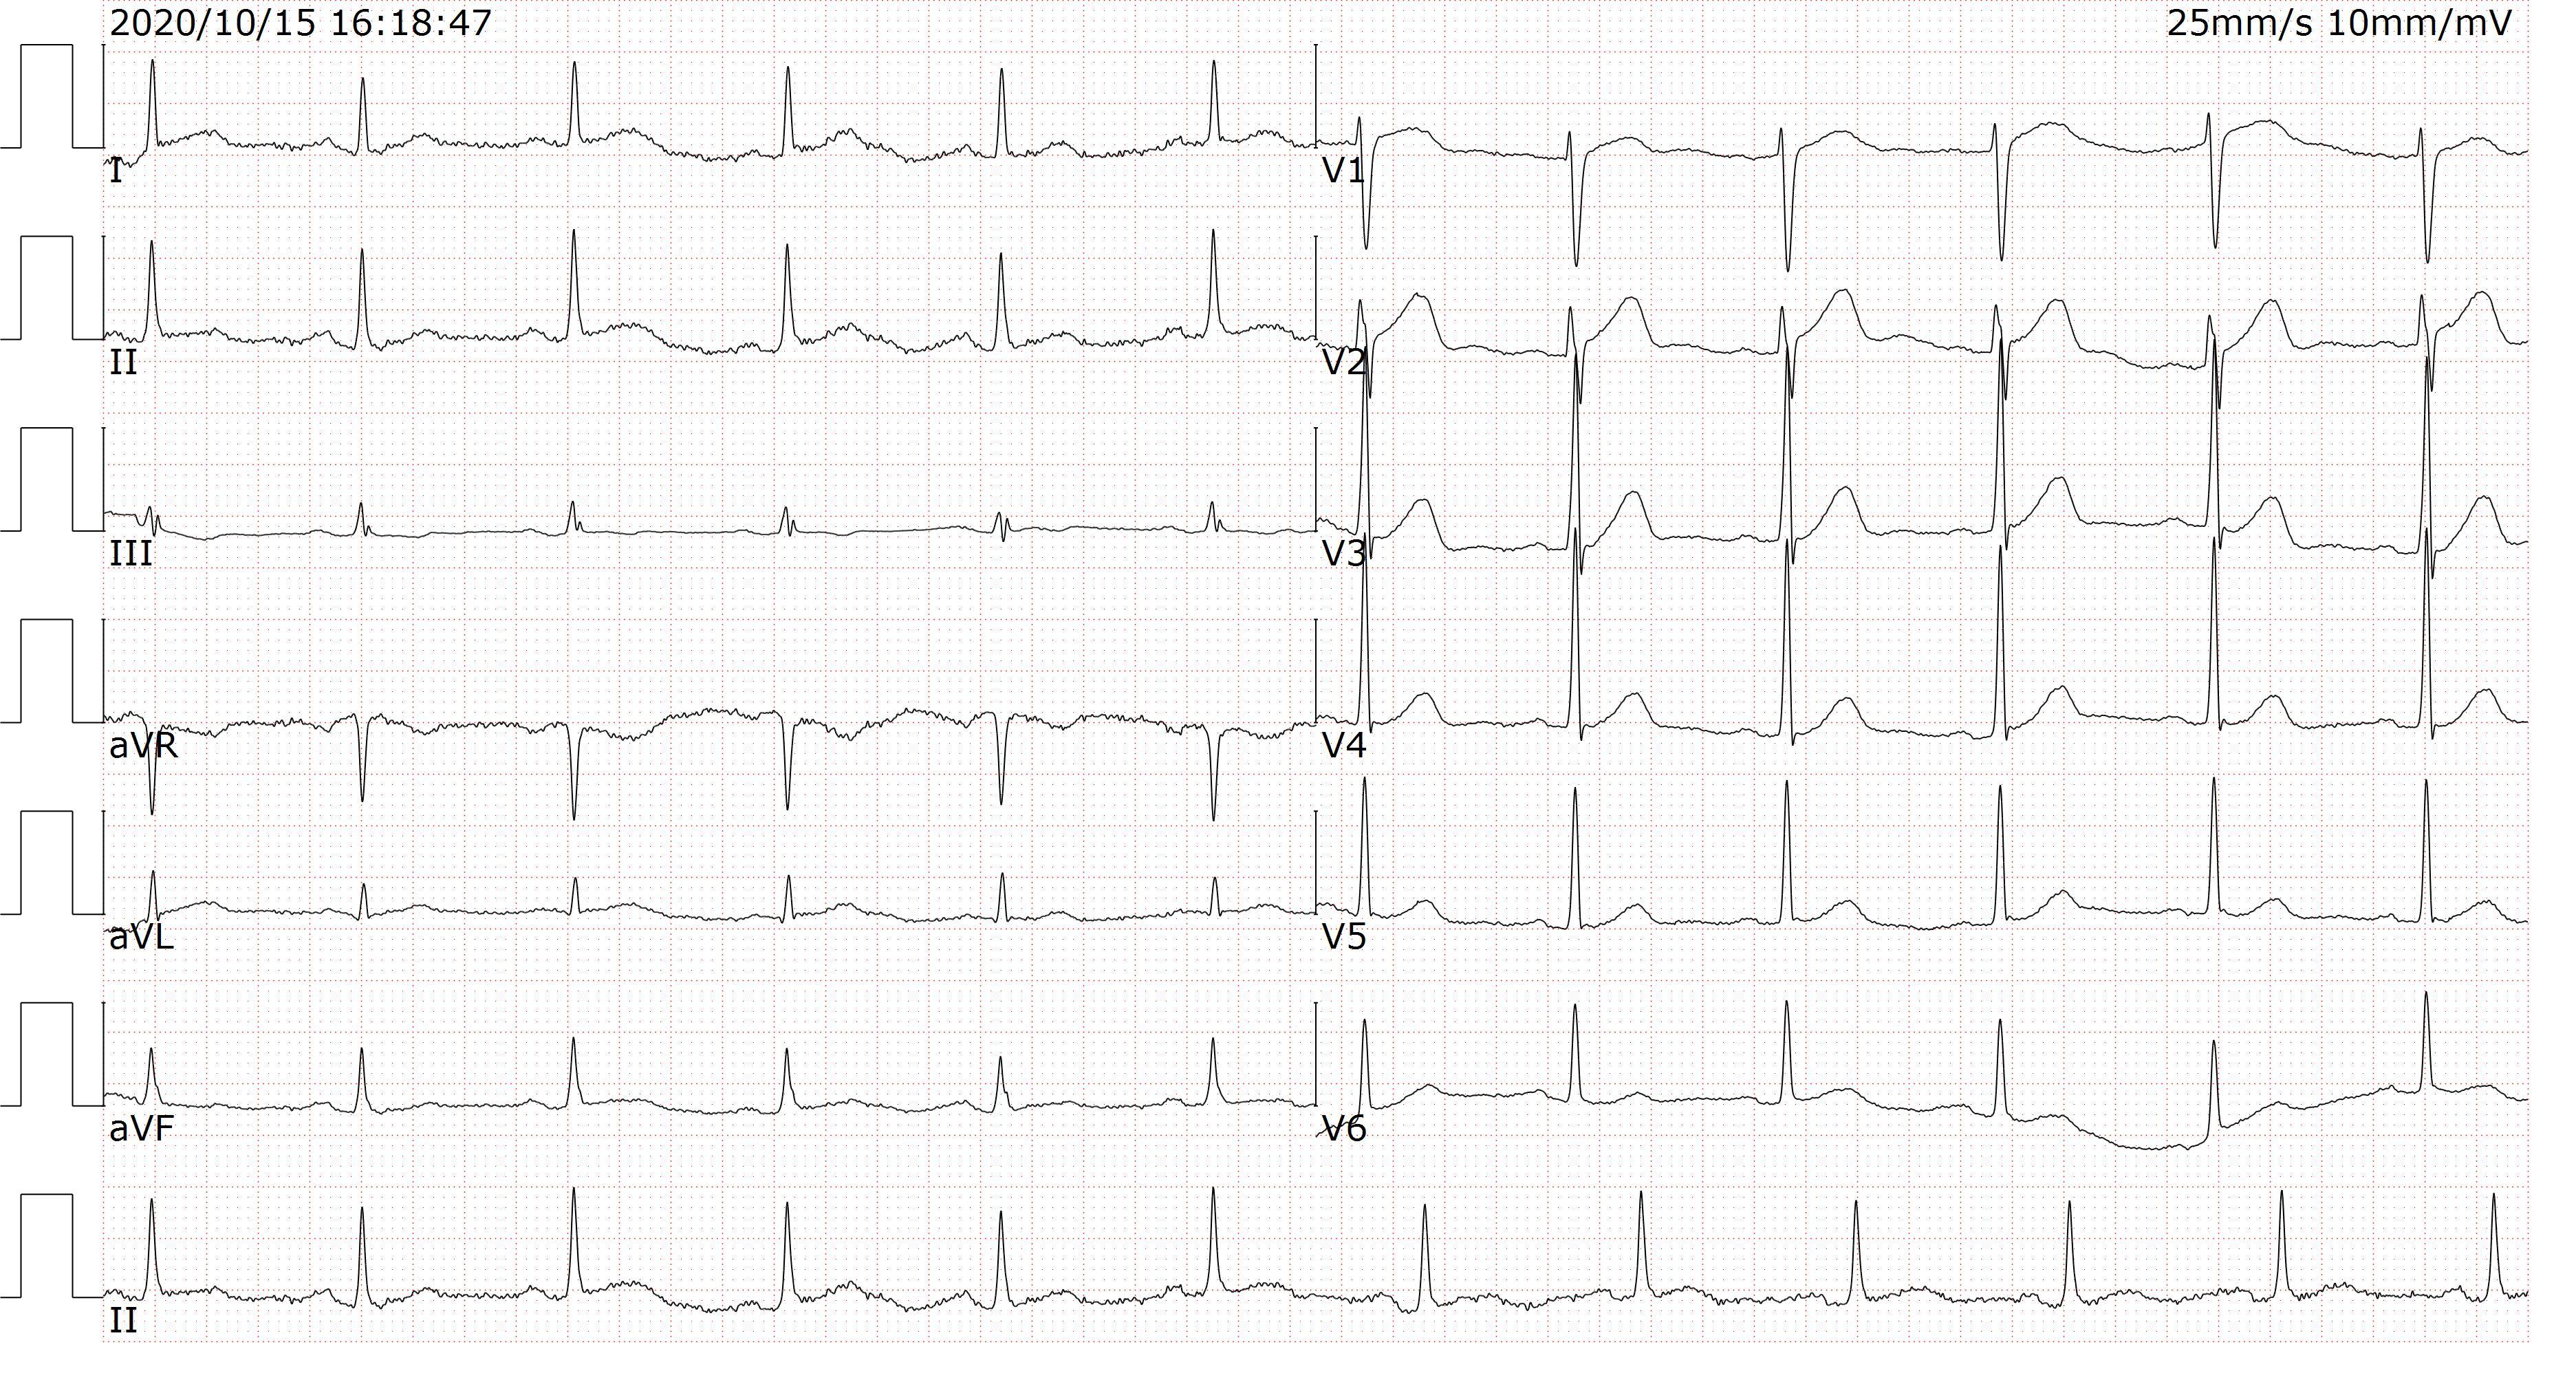 2020/10/15 16:18:47
25mm/s 10mm/mV
I
V1
II
V2
III
V3
aVR
V4
aVL
V5
aVF
V6
II